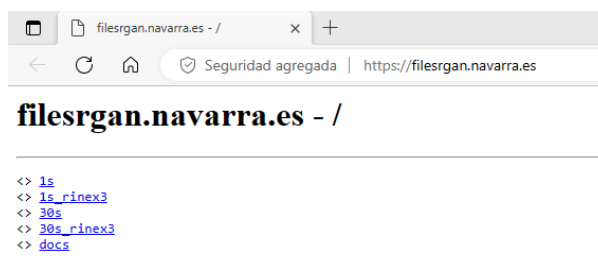 filesrgan.navarra.es - /
Seguridad agregada | https://filesrgan.navarra.es
filesrgan.navarra.es - /
<> 1s
<> 1s_rinex3
<> 30s
<> 30s_rinex3
<> docs